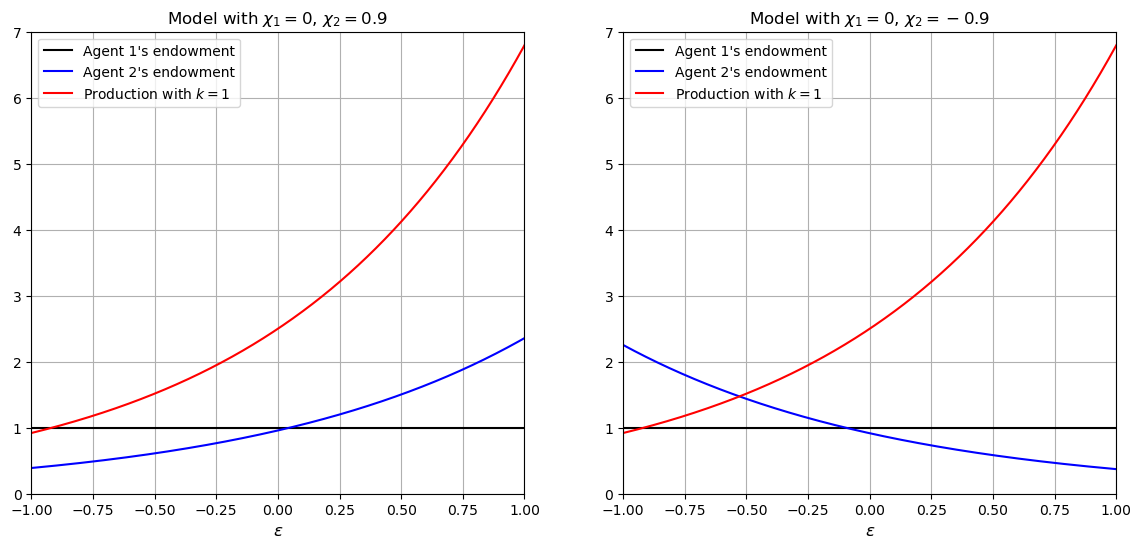 Model with χ₁ = 0, χ₂ = 0.9
Agent 1's endowment
Agent 2's endowment
Production with k = 1
7
6
5
4
3
2
1
0
−1.00 −0.75 −0.50 −0.25 0.00 0.25 0.50 0.75 1.00
ε
Model with χ₁ = 0, χ₂ = − 0.9
Agent 1's endowment
Agent 2's endowment
Production with k = 1
7
6
5
4
3
2
1
0
−1.00 −0.75 −0.50 −0.25 0.00 0.25 0.50 0.75 1.00
ε